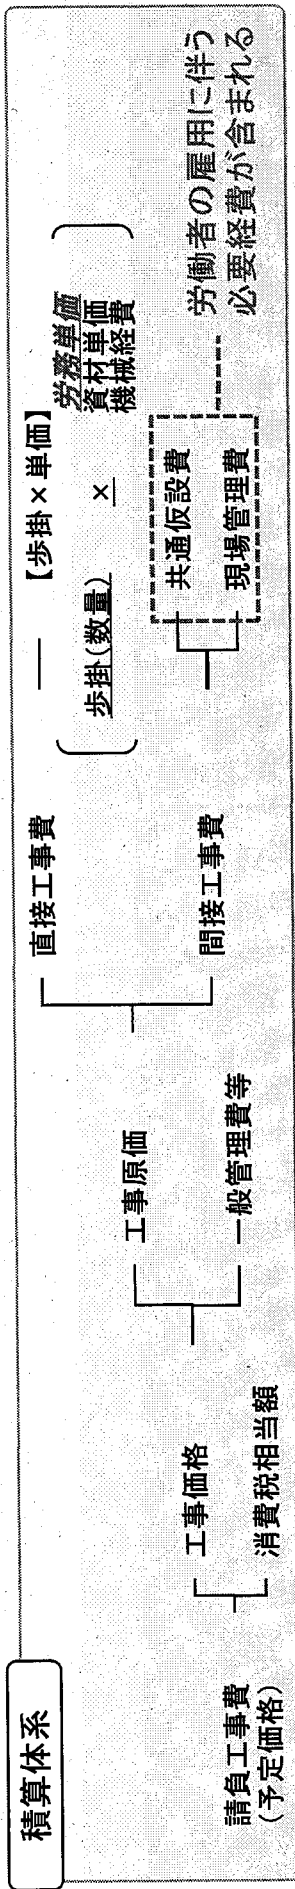 積算体系
請負工事費
(予定価格)
工事価格
消費税相当額
工事原価
一般管理費等
直接工事費
間接工事費
【歩掛×単価】
歩掛(数量)
×
労務単価
資材単価
機械経費
共通仮設費
現場管理費
労働者の雇用に伴う
必要経費が含まれる